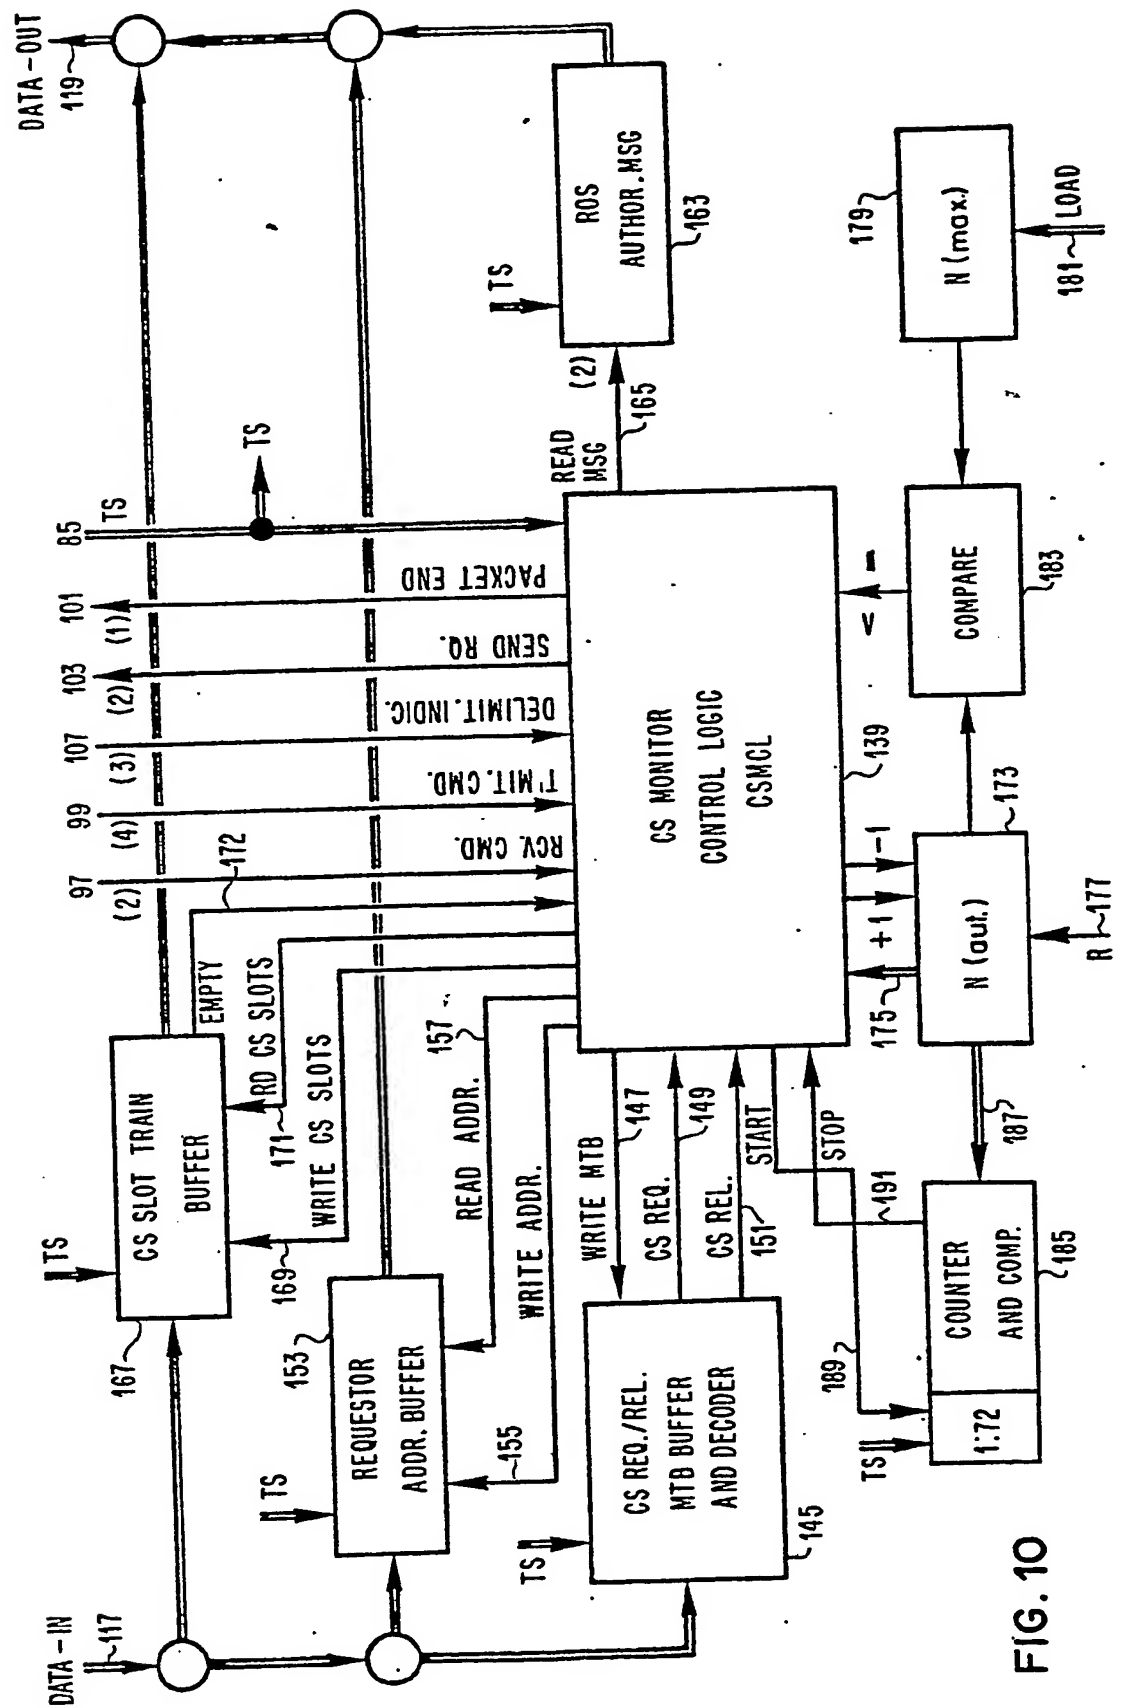 DATA-IN
117
DATA-OUT
119
TS
CS SLOT TRAIN
BUFFER
167
EMPTY
172
RD CS SLOTS
171
WRITE CS SLOTS
169
TS
REQUESTOR
ADDR. BUFFER
153
READ ADDR.
157
WRITE ADDR.
155
97
(2)
RCV. CMD.
99
(4)
T'MIT. CMD.
107
(3)
DELIMIT. INDIC.
103
(2)
SEND RQ.
101
(1)
PACKET END
85
TS
TS
TS
CS REQ./REL.
MTB BUFFER
AND DECODER
145
WRITE MTB
147
CS REQ.
149
CS REL.
151
START
STOP
CS MONITOR
CONTROL LOGIC
CSMCL
139
READ
MSG
165
(2)
TS
ROS
AUTHOR. MSG
163
TS
189
191
1:72
COUNTER
AND COMP.
185
187
175
+1
-1
N (aut.)
173
R
177
< =
COMPARE
183
N (max.)
179
LOAD
181
FIG. 10